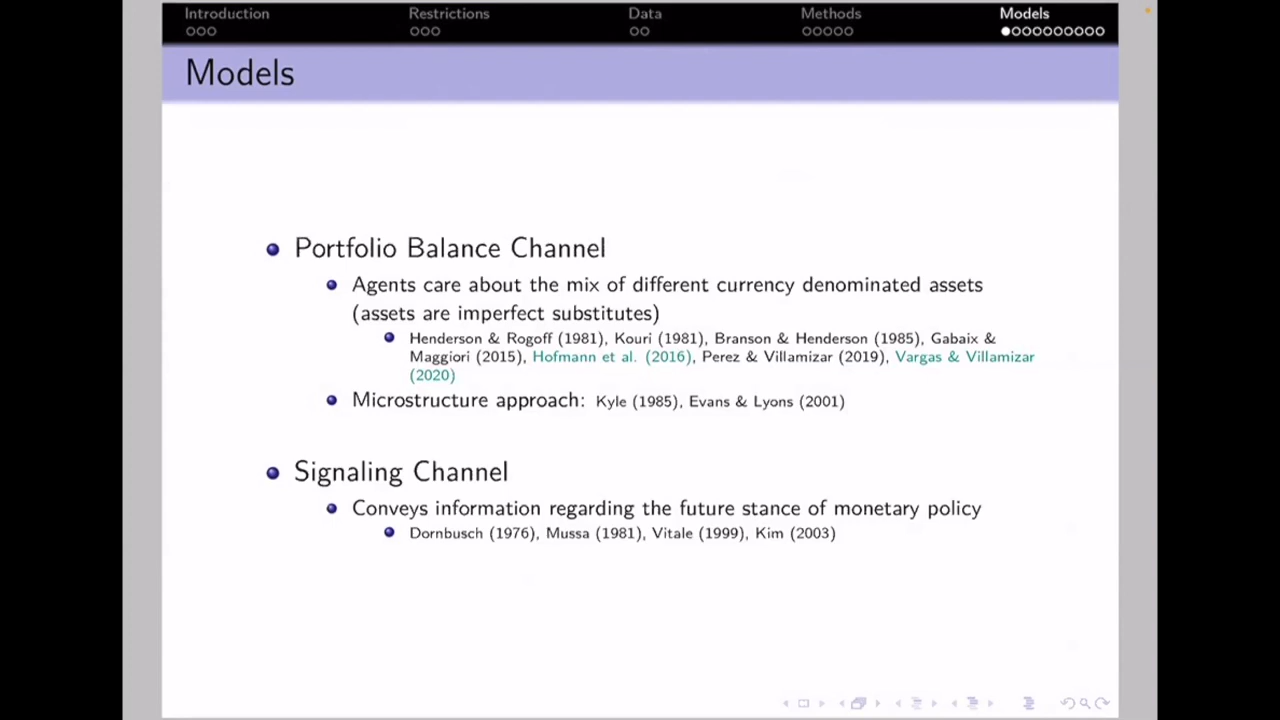 Introduction Restrictions Data Methods Models
Models
Portfolio Balance Channel
Agents care about the mix of different currency denominated assets
(assets are imperfect substitutes)
Henderson & Rogoff (1981), Kouri (1981), Branson & Henderson (1985), Gabaix &
Maggiori (2015), Hofmann et al. (2016), Perez & Villamizar (2019), Vargas & Villamizar
(2020)
Microstructure approach: Kyle (1985), Evans & Lyons (2001)
Signaling Channel
Conveys information regarding the future stance of monetary policy
Dornbusch (1976), Mussa (1981), Vitale (1999), Kim (2003)